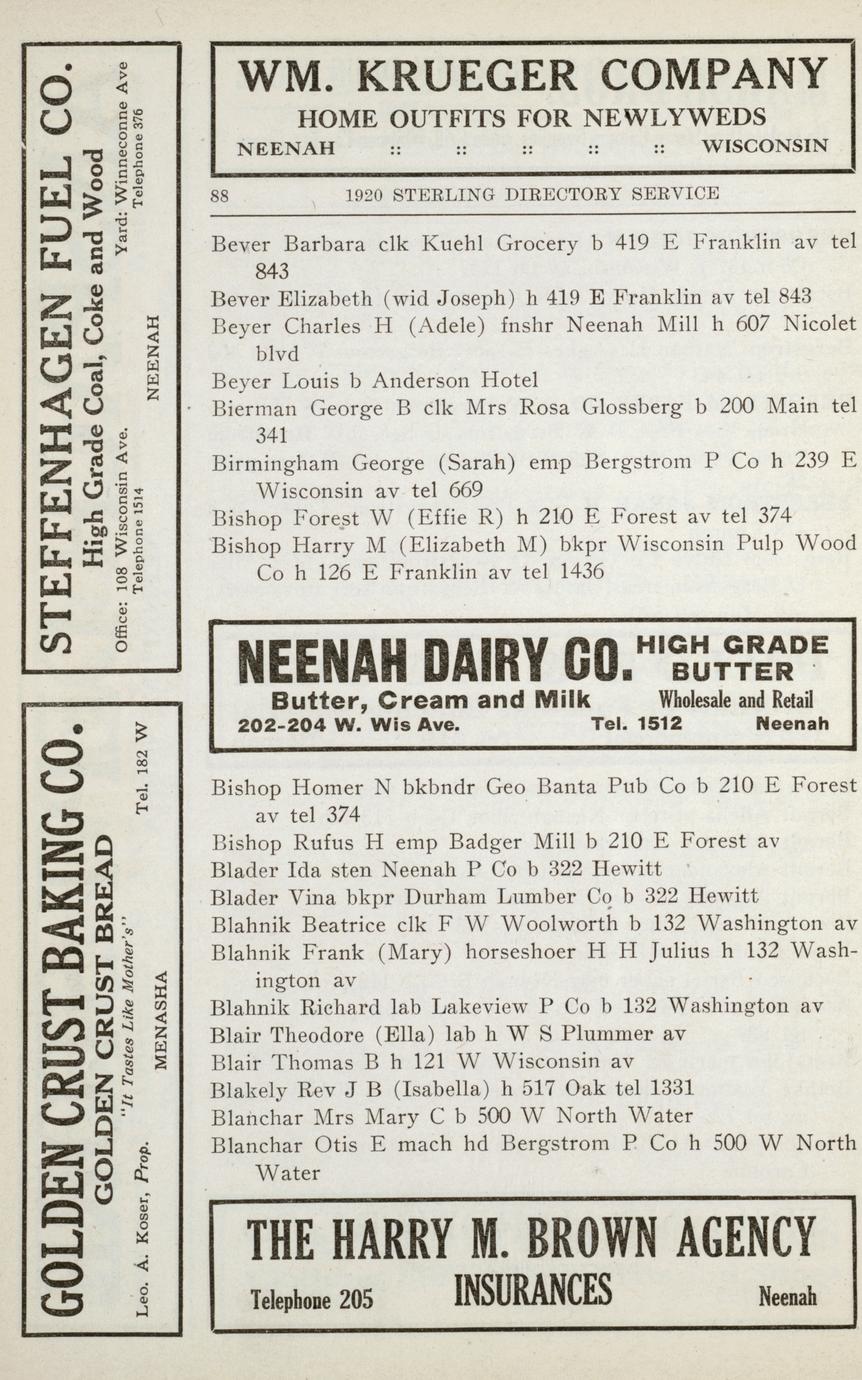 WM. KRUEGER COMPANY
HOME OUTFITS FOR NEWLYWEDS
NEENAH :: :: :: :: :: WISCONSIN
88 1920 STERLING DIRECTORY SERVICE
Beyer Barbara clk Kuehl Grocery b 419 E Franklin av tel
843
Bever Elizabeth (wid Joseph) h 419 E Franklin av tel 843
Beyer Charles H (Adele) fnshr Neenah Mill h 607 Nicolet
blvd
Beyer Louis b Anderson Hotel
Bierman George B clk Mrs Rosa Glossberg b 200 Main tel
341
Birmingham George (Sarah) emp Bergstrom P Co h 239 E
Wisconsin av tel 669
Bishop Forest W (Effie R) h 210 E Forest av tel 374
Bishop Harry M (Elizabeth M) bkpr Wisconsin Pulp Wood
Co h 126 E Franklin av tel 1436
NEENAH DAIRY CO. HIGH GRADE
BUTTER
Butter, Cream and Milk Wholesale and Retail
202-204 W. Wis Ave. Tel. 1512 Neenah
Bishop Homer N bkbndr Geo Banta Pub Co b 210 E Forest
av tel 374
Bishop Rufus H emp Badger Mill b 210 E Forest av
Blader Ida sten Neenah P Co b 322 Hewitt
Blader Vina bkpr Durham Lumber Co b 322 Hewitt
Blahnik Beatrice clk F W Woolworth b 132 Washington av
Blahnik Frank (Mary) horseshoer H H Julius h 132 Wash-
ington av
Blahnik Richard lab Lakeview P Co b 132 Washington av
Blair Theodore (Ella) lab h W S Plummer av
Blair Thomas B h 121 W Wisconsin av
Blakely Rev J B (Isabella) h 517 Oak tel 1331
Blanchar Mrs Mary C b 500 W North Water
Blanchar Otis E mach hd Bergstrom P Co h 500 W North
Water
THE HARRY M. BROWN AGENCY
Telephone 205 INSURANCES Neenah
STEFFENHAGEN FUEL CO.
High Grade Coal, Coke and Wood
Office: 108 Wisconsin Ave. Yard: Winneconne Ave
Telephone 1514 Telephone 376
NEENAH
GOLDEN CRUST BAKING CO.
GOLDEN CRUST BREAD
"It Tastes Like Mother's"
Leo. A. Koser, Prop. Tel. 182 W
MENASHA